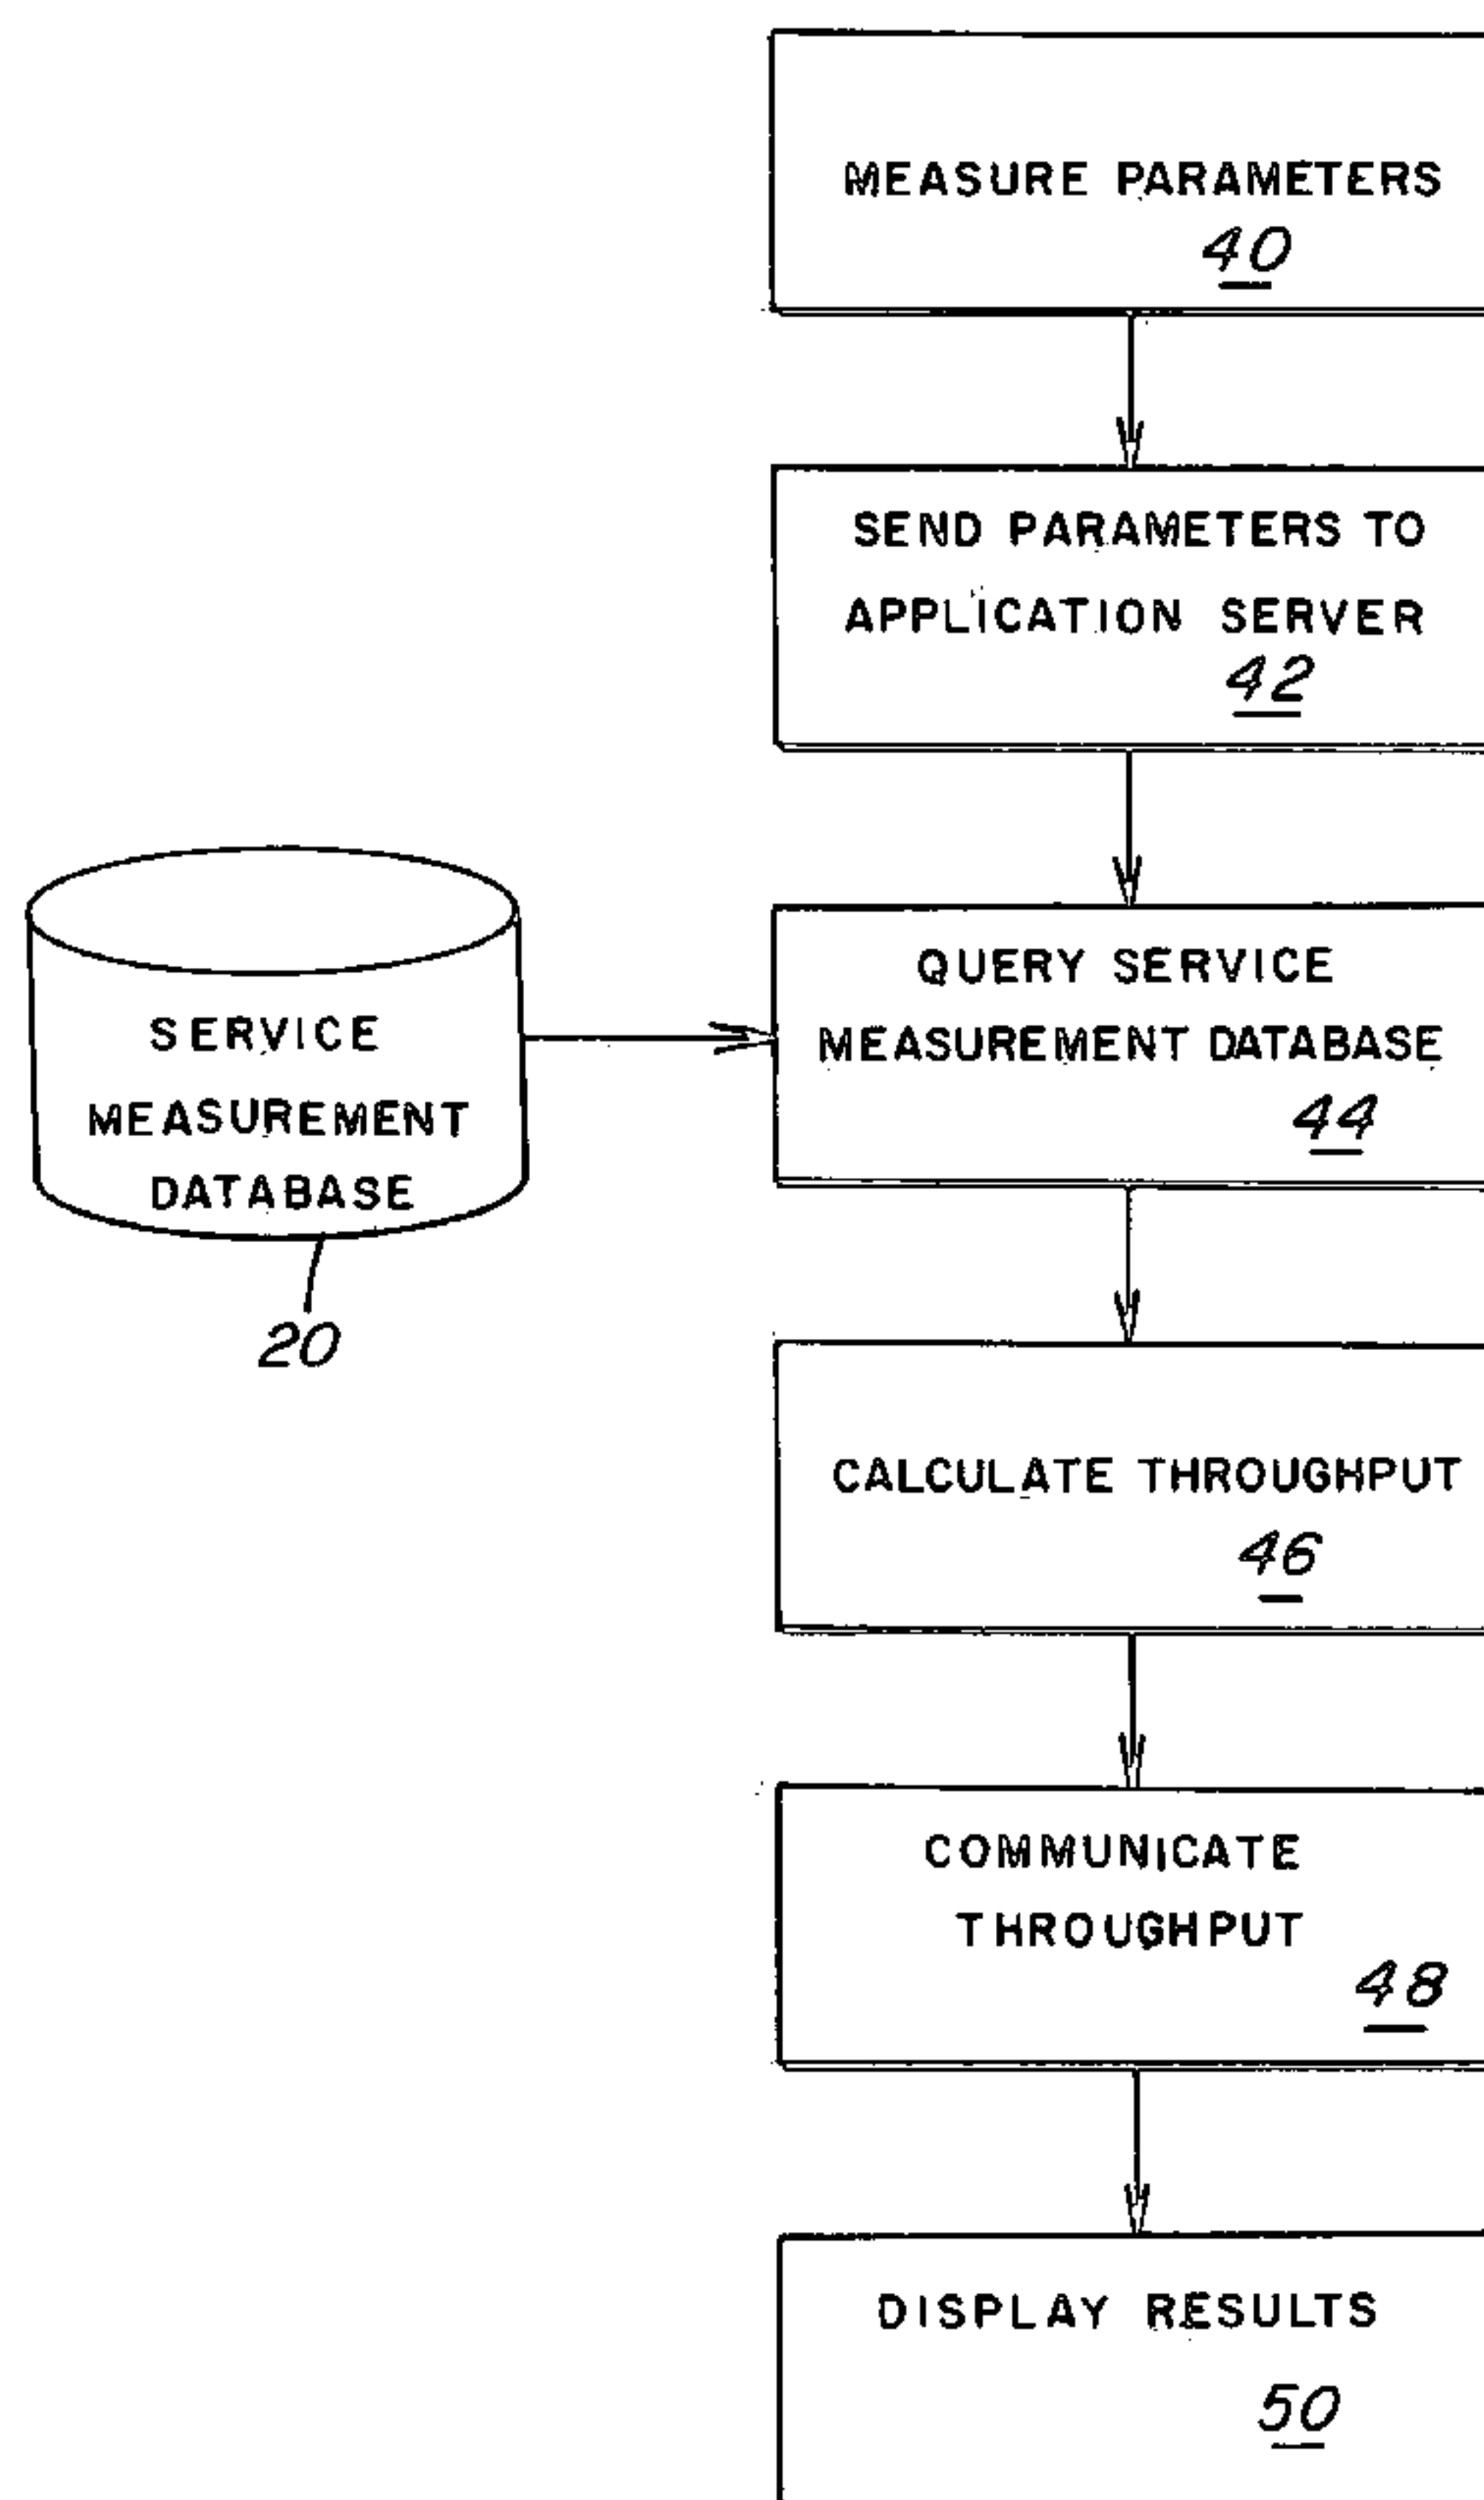 MEASURE PARAMETERS
40
SEND PARAMETERS TO
APPLICATION SERVER
42
QUERY SERVICE
MEASUREMENT DATABASE
44
SERVICE
MEASUREMENT
DATABASE
20
CALCULATE THROUGHPUT
46
COMMUNICATE
THROUGHPUT
48
DISPLAY RESULTS
50